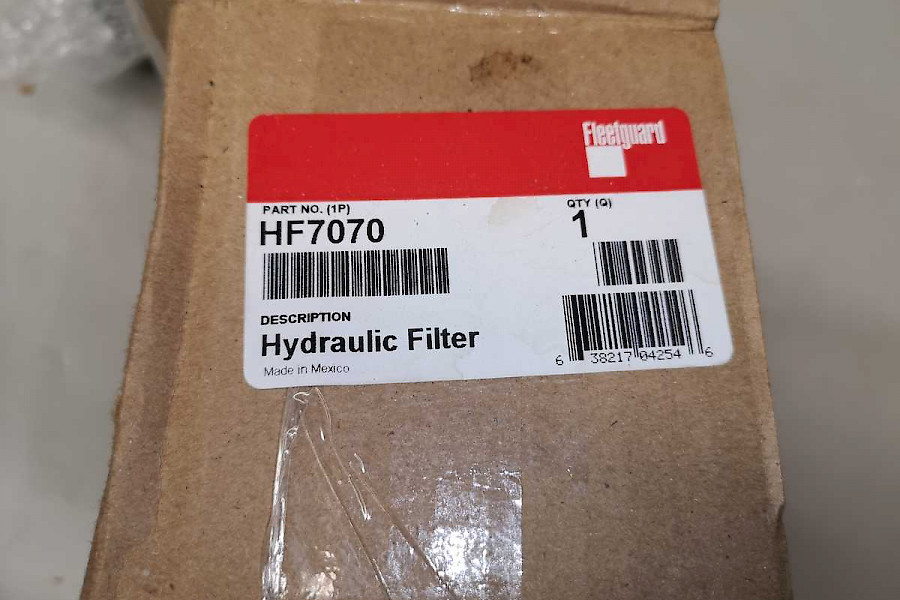 Fleetguard
PART NO. (1P)
HF7070
QTY (Q)
1
DESCRIPTION
Hydraulic Filter
Made in Mexico
6 38217 04254 6